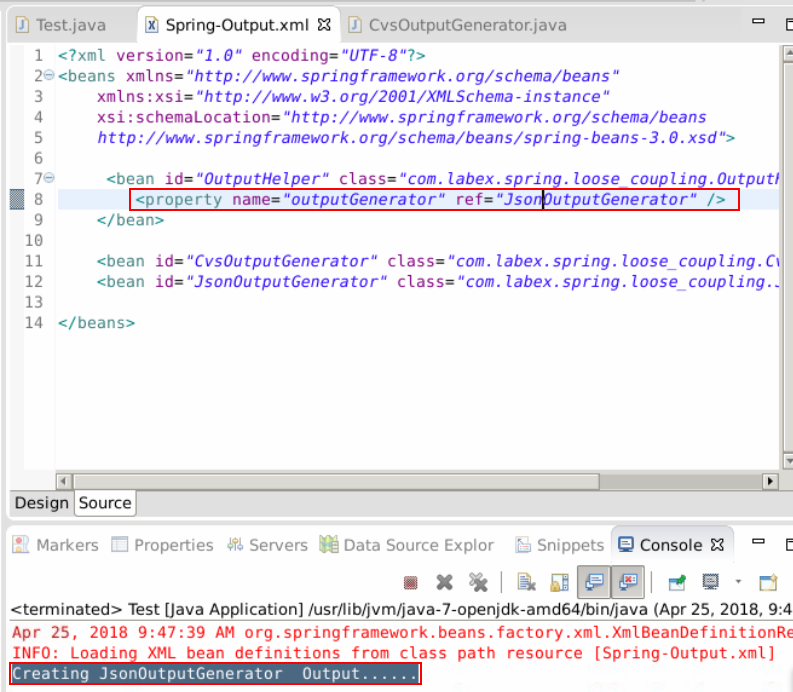 Test.java Spring-Output.xml CvsOutputGenerator.java
1 <?xml version="1.0" encoding="UTF-8"?>
2 <beans xmlns="http://www.springframework.org/schema/beans"
3 xmlns:xsi="http://www.w3.org/2001/XMLSchema-instance"
4 xsi:schemaLocation="http://www.springframework.org/schema/beans
5 http://www.springframework.org/schema/beans/spring-beans-3.0.xsd">
6
7 <bean id="OutputHelper" class="com.labex.spring.loose_coupling.OutputH
8 <property name="outputGenerator" ref="JsonOutputGenerator" />
9 </bean>
10
11 <bean id="CvsOutputGenerator" class="com.labex.spring.loose_coupling.Cv
12 <bean id="JsonOutputGenerator" class="com.labex.spring.loose_coupling.
13
14 </beans>
Design Source
Markers Properties Servers Data Source Explor Snippets Console
<terminated> Test [Java Application] /usr/lib/jvm/java-7-openjdk-amd64/bin/java (Apr 25, 2018, 9:4
Apr 25, 2018 9:47:39 AM org.springframework.beans.factory.xml.XmlBeanDefinitionRe
INFO: Loading XML bean definitions from class path resource [Spring-Output.xml]
Creating JsonOutputGenerator  Output......